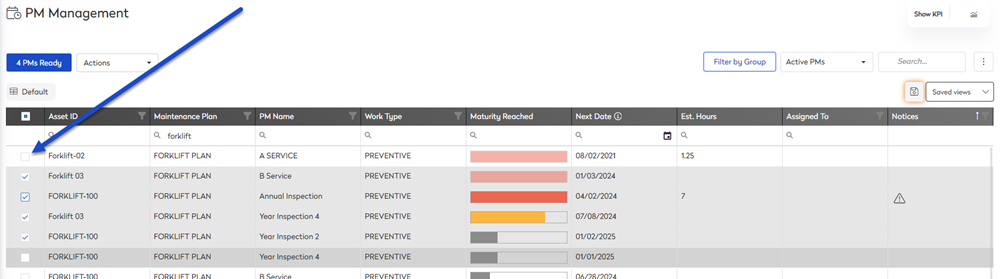 PM Management
Show KPI
4 PMs Ready Actions Filter by Group Active PMs Search...
Default Saved views
Asset ID Maintenance Plan PM Name Work Type Maturity Reached Next Date Est. Hours Assigned To Notices
forklift
Forklift-02 FORKLIFT PLAN A SERVICE PREVENTIVE 08/02/2021 1.25
Forklift 03 FORKLIFT PLAN B Service PREVENTIVE 01/03/2024
FORKLIFT-100 FORKLIFT PLAN Annual Inspection PREVENTIVE 04/02/2024 7
Forklift 03 FORKLIFT PLAN Year Inspection 4 PREVENTIVE 07/08/2024
FORKLIFT-100 FORKLIFT PLAN Year Inspection 2 PREVENTIVE 01/02/2025
FORKLIFT-100 FORKLIFT PLAN Year Inspection 4 PREVENTIVE 01/01/2025
FORKLIFT-100 FORKLIFT PLAN B Service PREVENTIVE 06/28/2024